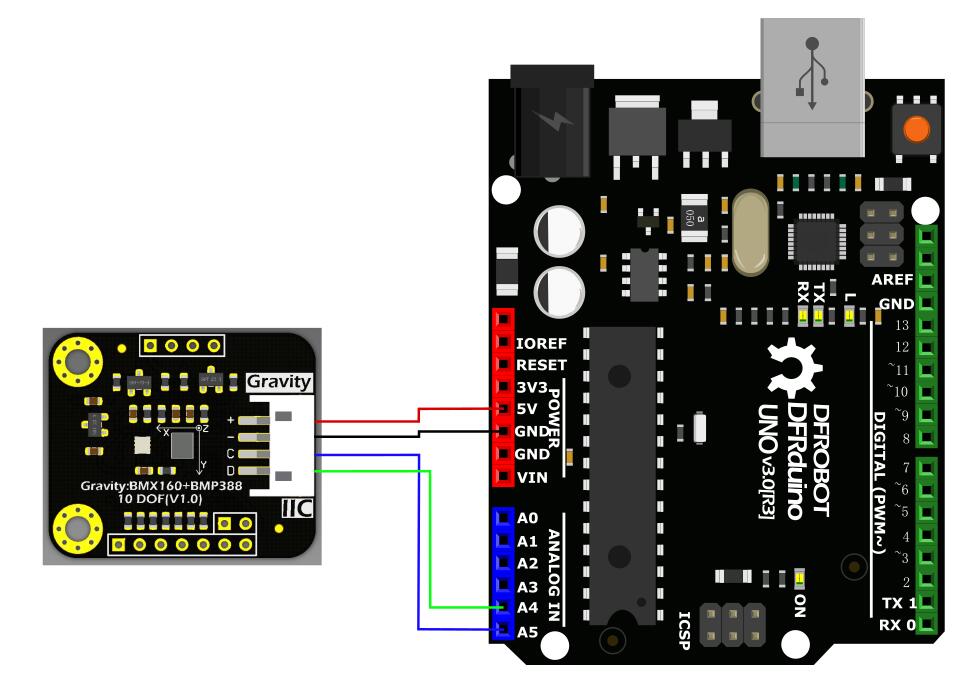 Gravity
+
−
C
D
X
Z
Y
Gravity:BMX160+BMP388
10 DOF(V1.0)
IIC
a
050
IOREF
RESET
3V3
5V
GND
GND
VIN
POWER
A0
A1
A2
A3
A4
A5
ANALOG IN
RX
TX
L
DFROBOT
DFRduino
UNO v3.0[R3]
ON
ICSP
AREF
GND
13
12
~11
~10
~9
8
7
~6
~5
4
~3
2
TX 1
RX 0
DIGITAL (PWM~)